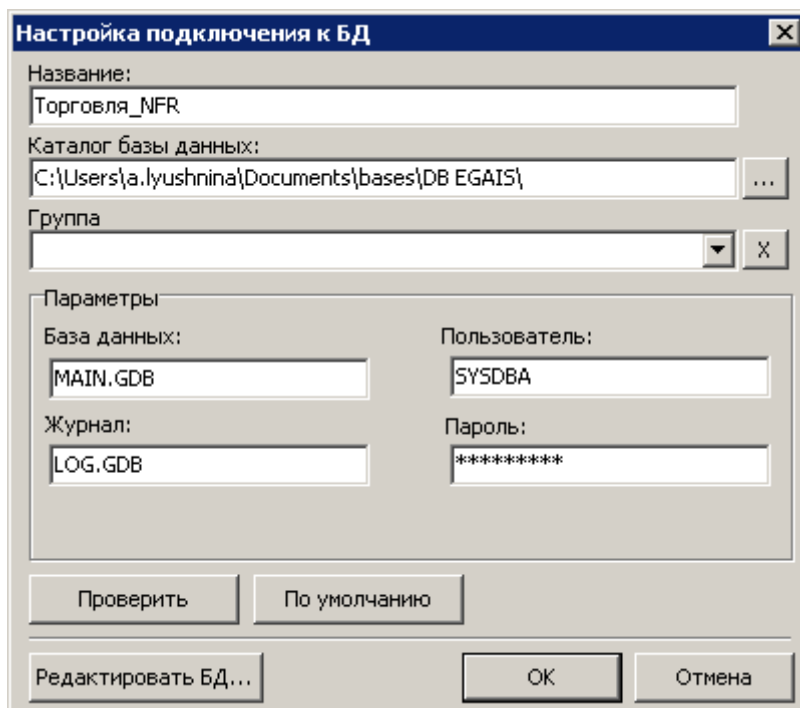 Настройка подключения к БД
Название:
Торговля_NFR
Каталог базы данных:
C:\Users\a.lyushnina\Documents\bases\DB EGAIS\
...
Группа
X
Параметры
База данных:
Пользователь:
MAIN.GDB
SYSDBA
Журнал:
Пароль:
LOG.GDB
*********
Проверить
По умолчанию
Редактировать БД...
OK
Отмена